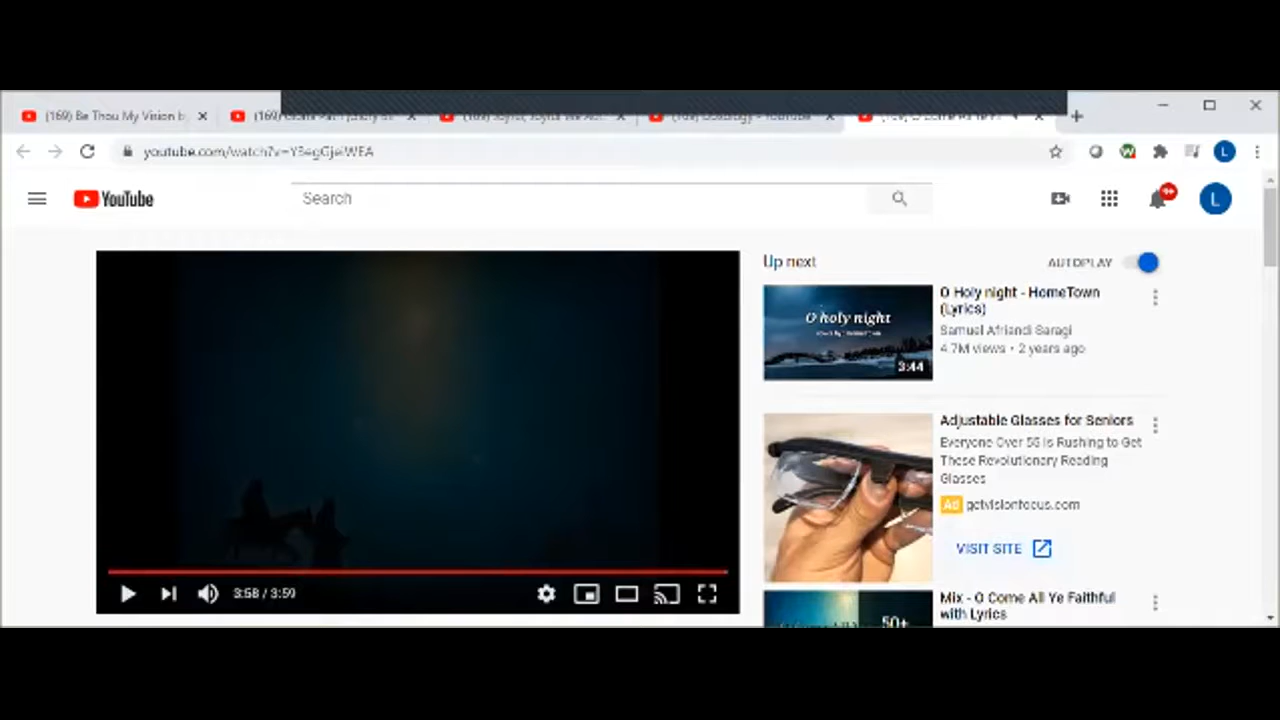 (169) Be Thou My Vision b
youtube.com/watch?v=
L
YouTube
Search
9+
L
Up next
AUTOPLAY
O holy night
3:44
O Holy night - HomeTown
(Lyrics)
Samuel Afriandi Saragi
4.7M views • 2 years ago
Adjustable Glasses for Seniors
Everyone Over 55 is Rushing to Get
These Revolutionary Reading
Glasses
Ad getvisionfocus.com
VISIT SITE
3:58 / 3:59
50+
Mix - O Come All Ye Faithful
with Lyrics